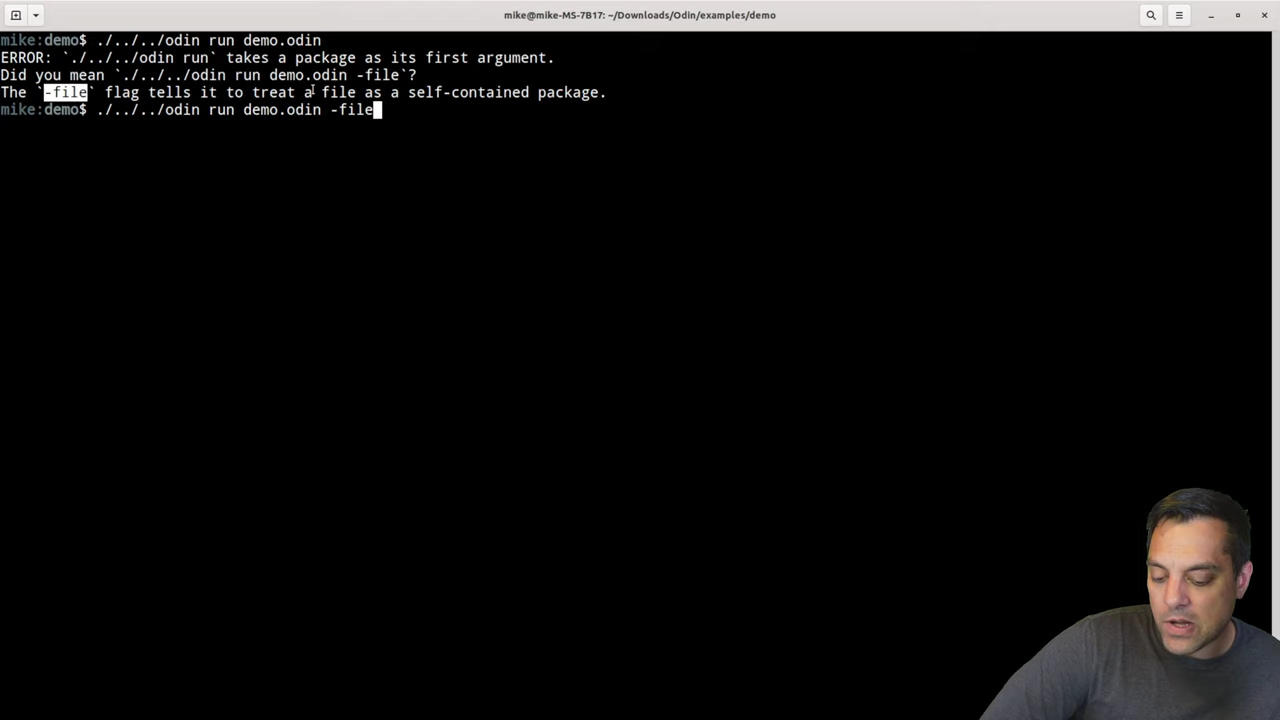 mike@mike-MS-7B17: ~/Downloads/Odin/examples/demo
mike:demo$ ./../../odin run demo.odin
ERROR: `./../../odin run` takes a package as its first argument.
Did you mean `./../../odin run demo.odin -file`?
The `-file` flag tells it to treat a file as a self-contained package.
mike:demo$ ./../../odin run demo.odin -file